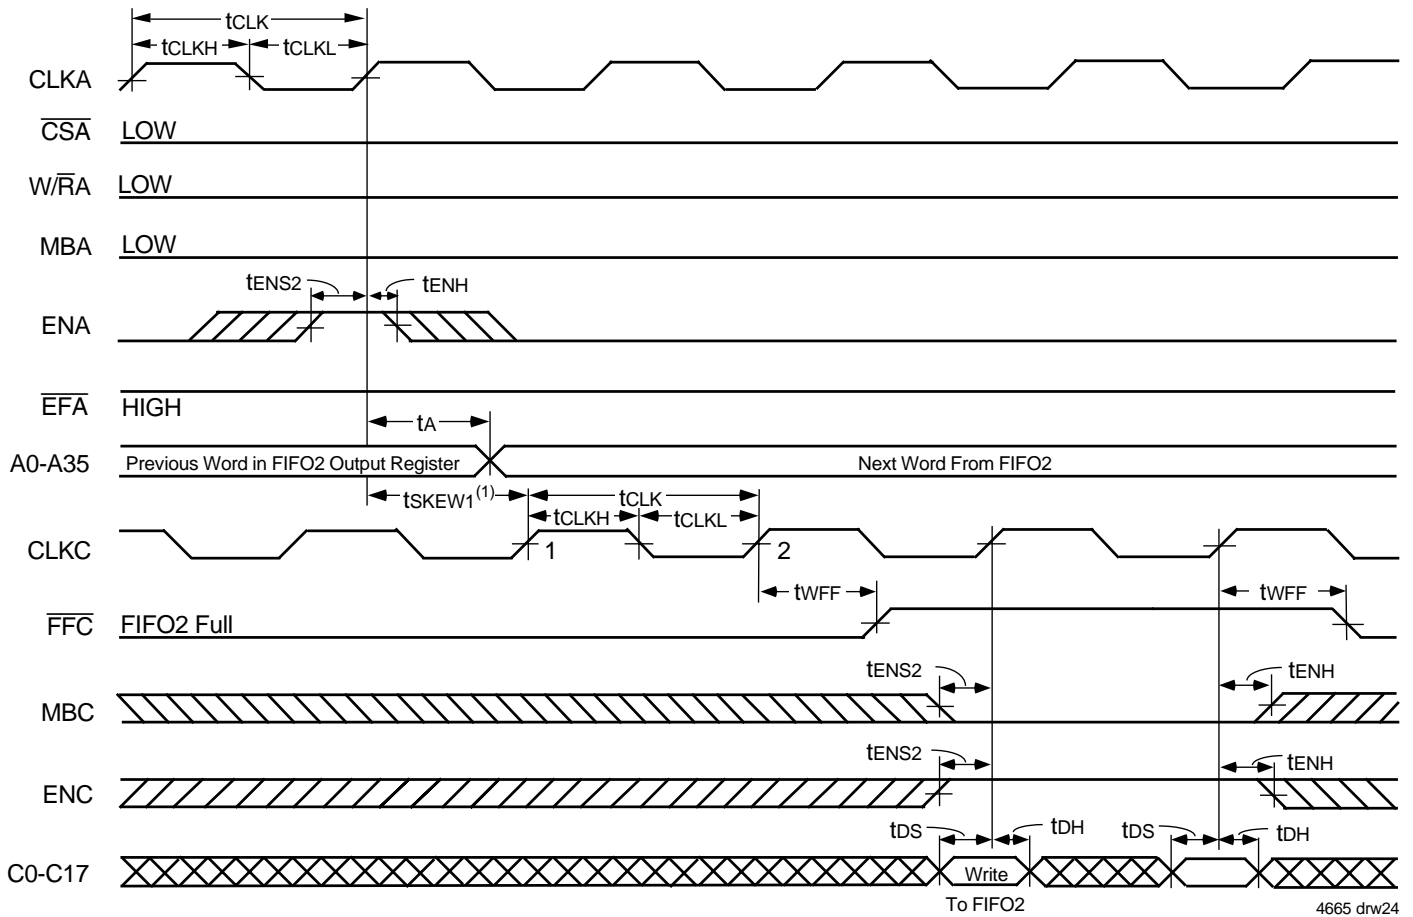 tCLK
tCLKH tCLKL
CLKA
CSA LOW
W/RA LOW
MBA LOW
tENS2 tENH
ENA
EFA HIGH
tA
A0-A35 Previous Word in FIFO2 Output Register Next Word From FIFO2
tSKEW1(1) tCLK
tCLKH tCLKL
CLKC 1 2
tWFF tWFF
FFC FIFO2 Full
tENS2 tENH
MBC
tENS2 tENH
ENC
tDS tDH tDS tDH
C0-C17 Write
To FIFO2
4665 drw24